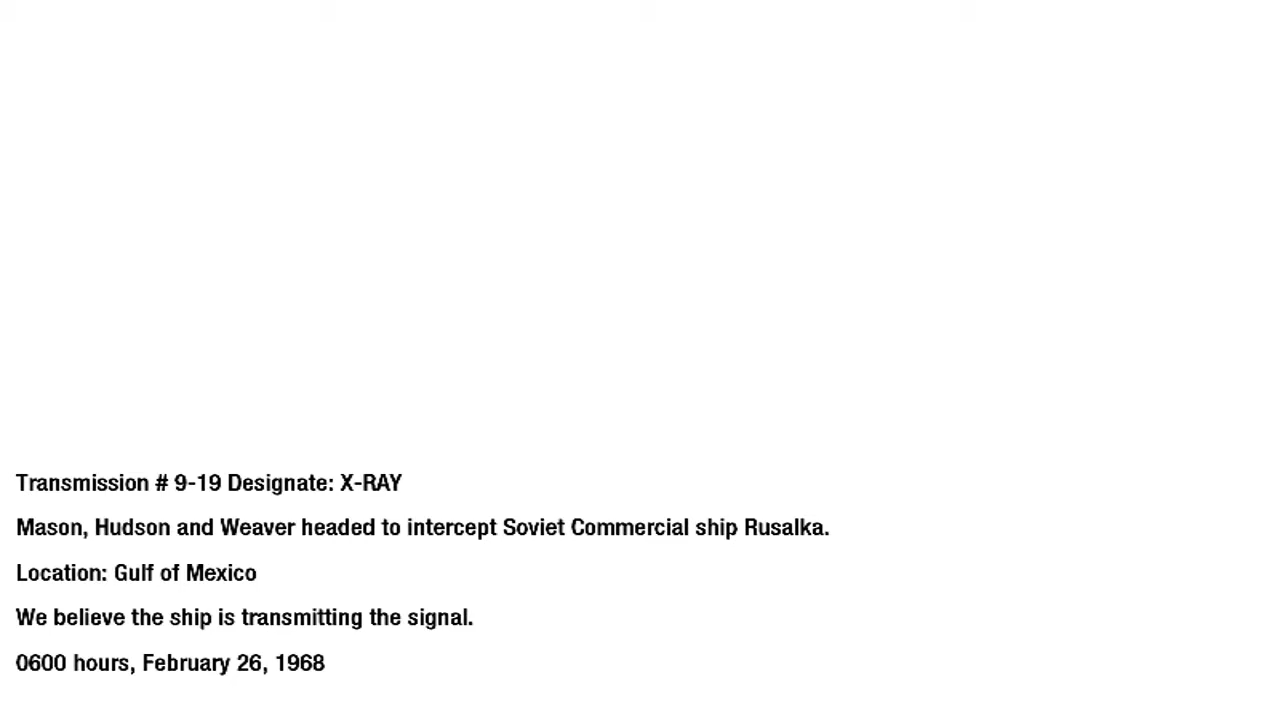 Transmission # 9-19 Designate: X-RAY
Mason, Hudson and Weaver headed to intercept Soviet Commercial ship Rusalka.
Location: Gulf of Mexico
We believe the ship is transmitting the signal.
0600 hours, February 26, 1968